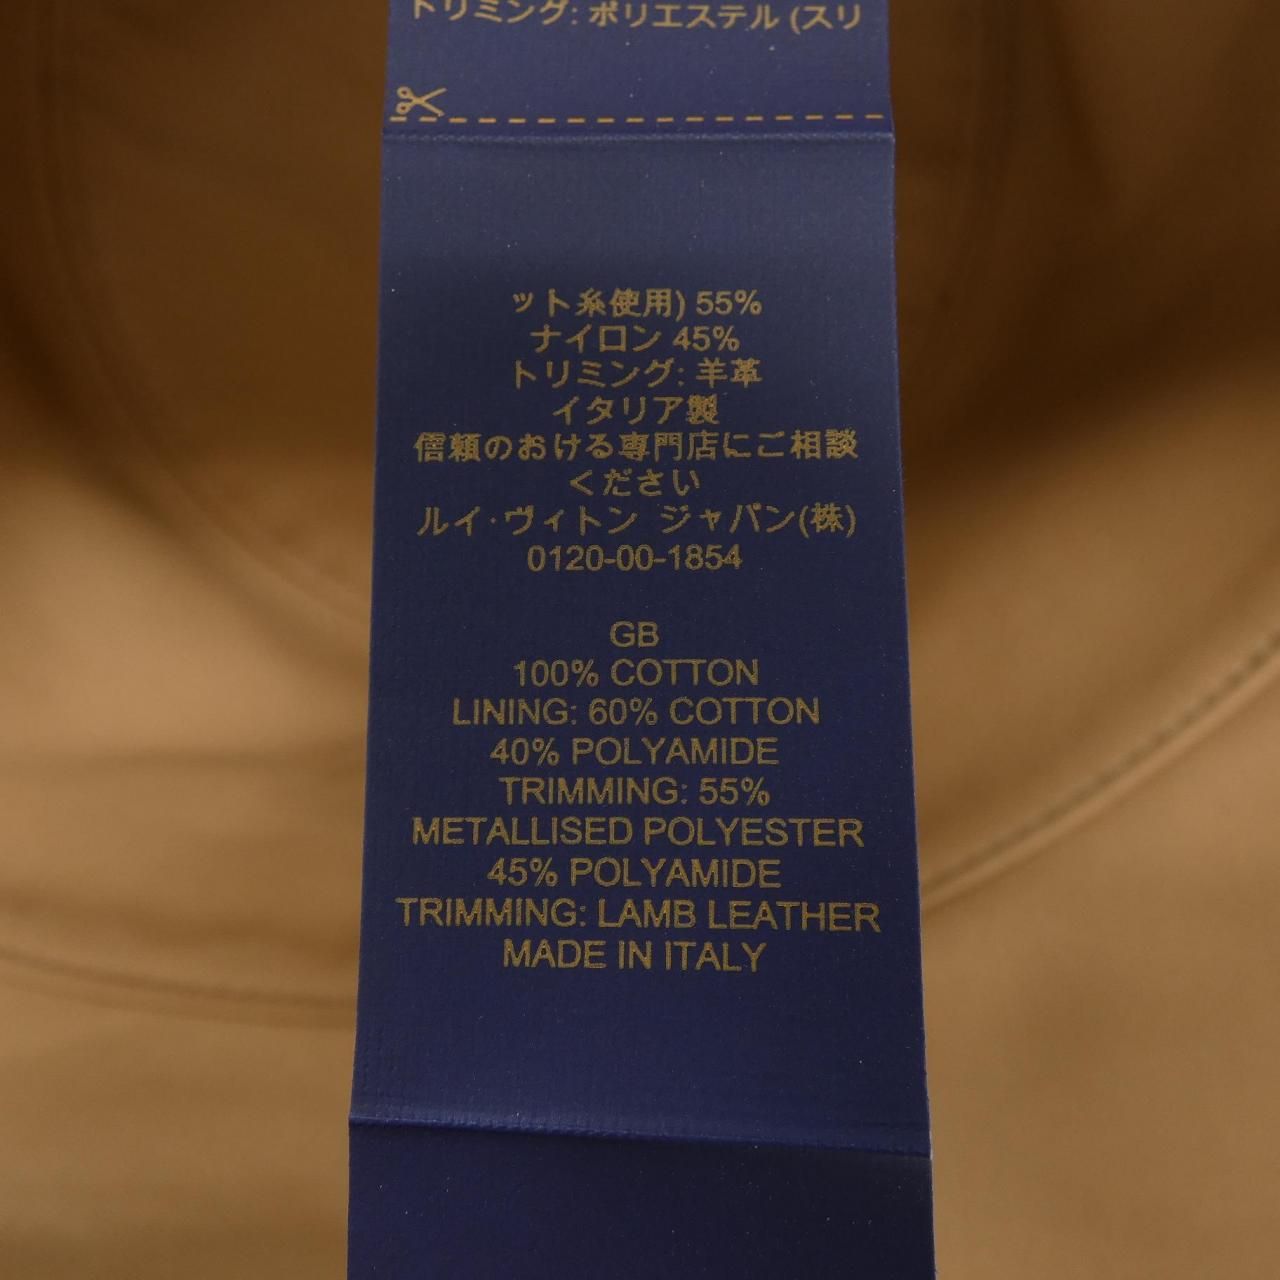 トリミング: ポリエステル (スリ
ット糸使用) 55%
ナイロン 45%
トリミング: 羊革
イタリア製
信頼のおける専門店にご相談
ください
ルイ・ヴィトン ジャパン(株)
0120-00-1854
GB
100% COTTON
LINING: 60% COTTON
40% POLYAMIDE
TRIMMING: 55%
METALLISED POLYESTER
45% POLYAMIDE
TRIMMING: LAMB LEATHER
MADE IN ITALY